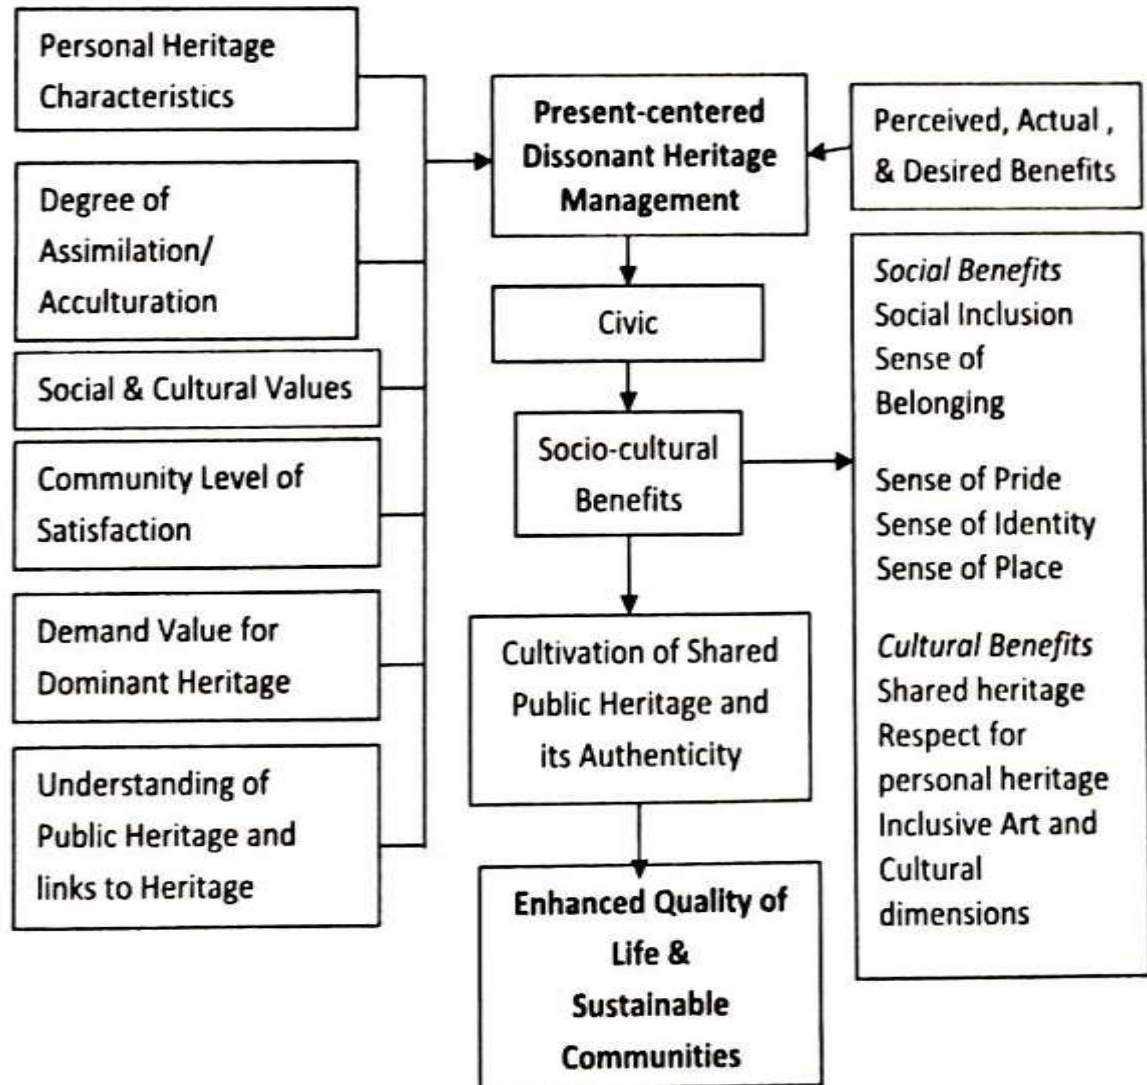 Personal Heritage
Characteristics
Degree of
Assimilation/
Acculturation
Social & Cultural Values
Community Level of
Satisfaction
Demand Value for
Dominant Heritage
Understanding of
Public Heritage and
links to Heritage
Present-centered
Dissonant Heritage
Management
Civic
Socio-cultural
Benefits
Cultivation of Shared
Public Heritage and
its Authenticity
Enhanced Quality of
Life &
Sustainable
Communities
Perceived, Actual ,
& Desired Benefits
Social Benefits
Social Inclusion
Sense of
Belonging
Sense of Pride
Sense of Identity
Sense of Place
Cultural Benefits
Shared heritage
Respect for
personal heritage
Inclusive Art and
Cultural
dimensions